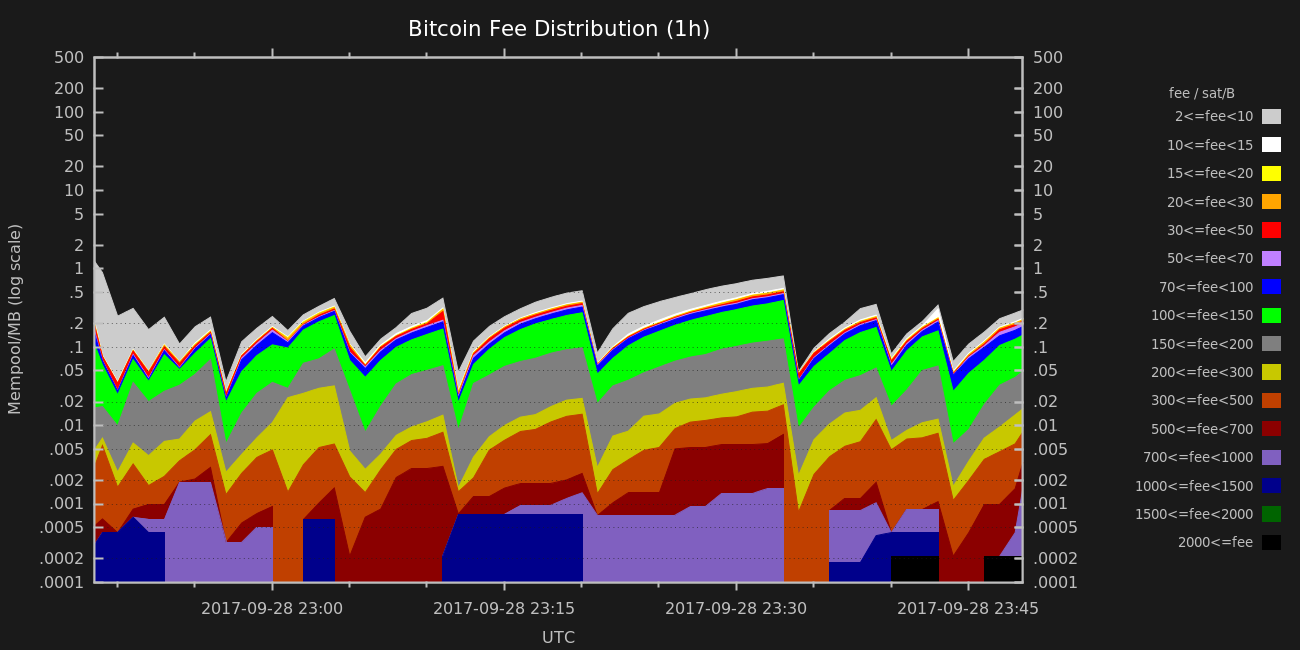 Bitcoin Fee Distribution (1h)
500
200
100
50
20
10
5
2
1
.5
.2
.1
.05
.02
.01
.005
.002
.001
.0005
.0002
.0001
Mempool/MB (log scale)
500
200
100
50
20
10
5
2
1
.5
.2
.1
.05
.02
.01
.005
.002
.001
.0005
.0002
.0001
2017-09-28 23:00
2017-09-28 23:15
2017-09-28 23:30
2017-09-28 23:45
UTC
fee / sat/B
2<=fee<10
10<=fee<15
15<=fee<20
20<=fee<30
30<=fee<50
50<=fee<70
70<=fee<100
100<=fee<150
150<=fee<200
200<=fee<300
300<=fee<500
500<=fee<700
700<=fee<1000
1000<=fee<1500
1500<=fee<2000
2000<=fee